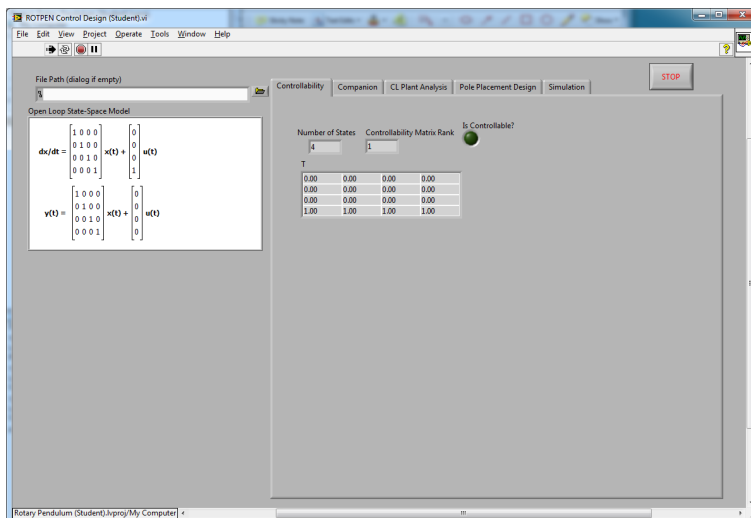 ROTPEN Control Design (Student).vi
File Edit View Project Operate Tools Window Help
File Path (dialog if empty)
Open Loop State-Space Model
dx/dt = [1 0 0 0 x(t) + [0 u(t)
0 1 0 0 0
0 0 1 0 0
0 0 0 1] 1]
y(t) = [1 0 0 0 x(t) + [0 u(t)
0 1 0 0 0
0 0 1 0 0
0 0 0 1] 0]
STOP
Controllability Companion CL Plant Analysis Pole Placement Design Simulation
Number of States Controllability Matrix Rank Is Controllable?
4 1
T
0.00 0.00 0.00 0.00
0.00 0.00 0.00 0.00
0.00 0.00 0.00 0.00
1.00 1.00 1.00 1.00
Rotary Pendulum (Student).lvproj/My Computer